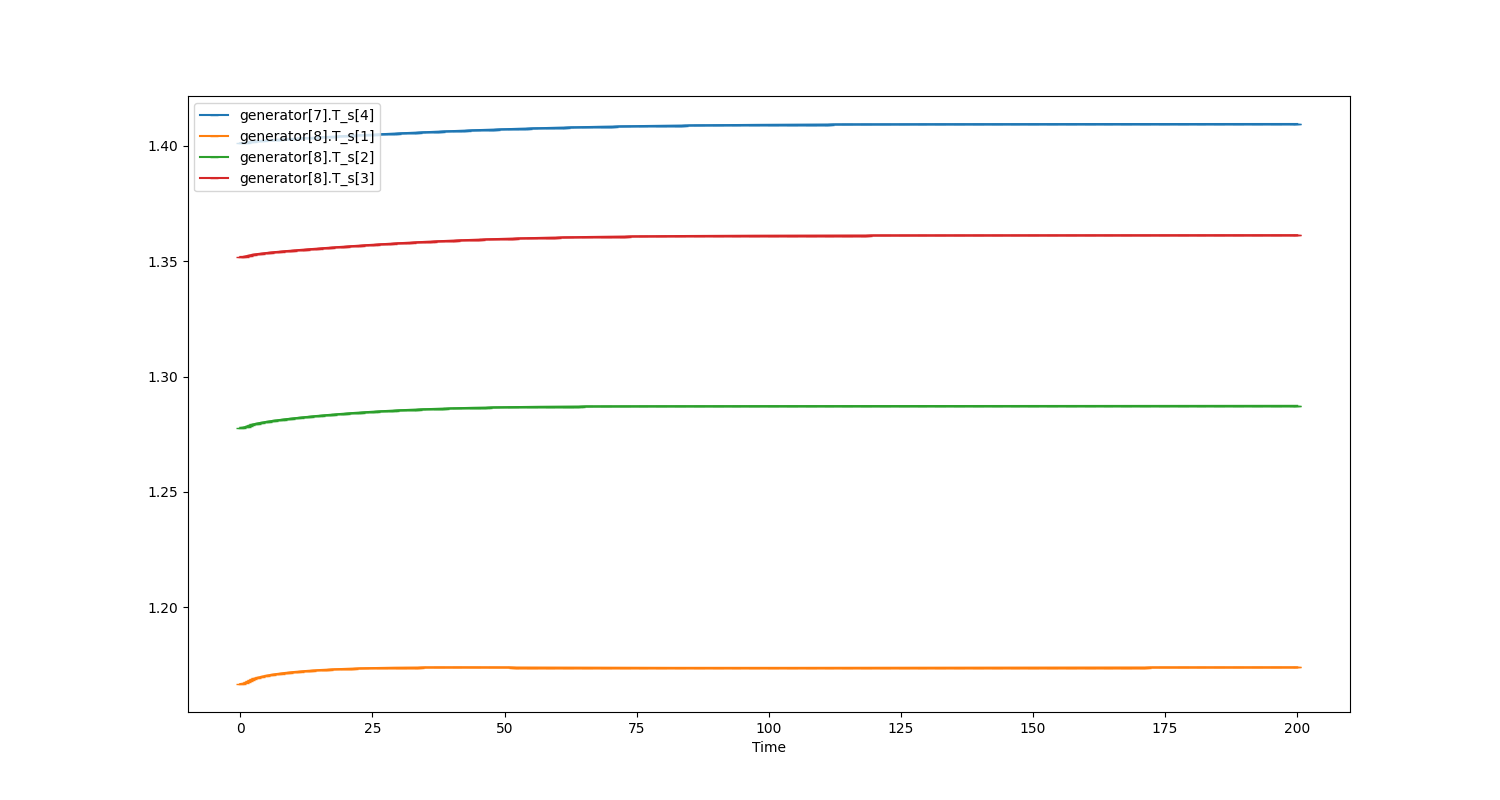 generator[7].T_s[4]
generator[8].T_s[1]
generator[8].T_s[2]
generator[8].T_s[3]
1.40
1.35
1.30
1.25
1.20
0 25 50 75 100 125 150 175 200
Time